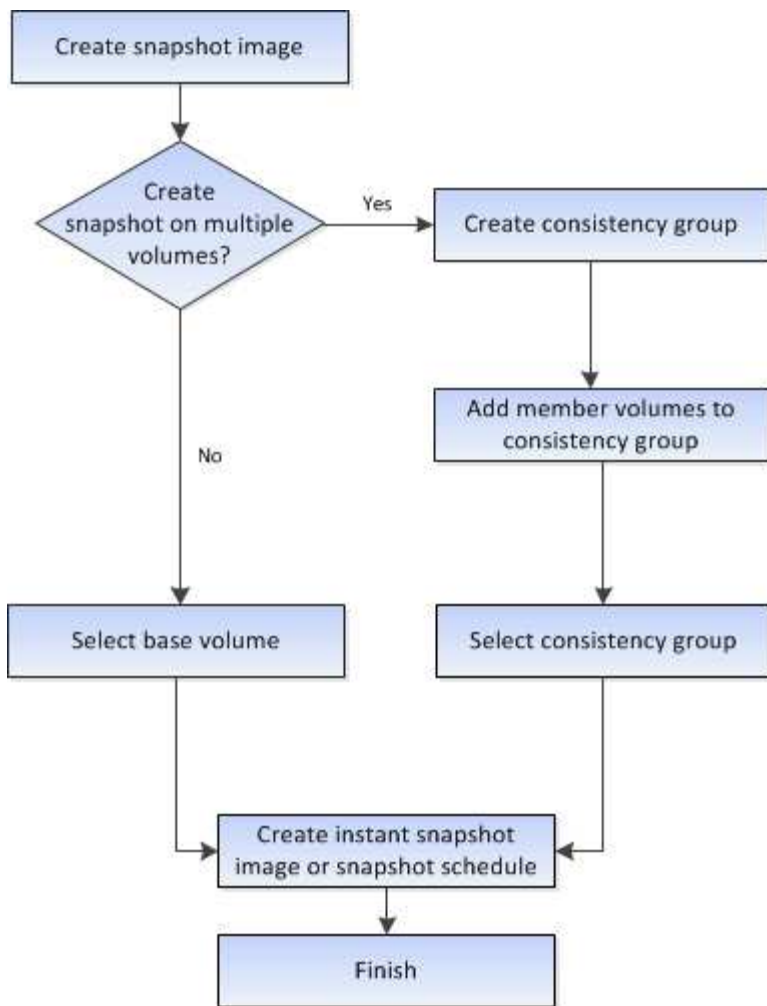 Create snapshot image
Create
snapshot on multiple
volumes?
Yes
Create consistency group
Add member volumes to
consistency group
No
Select base volume
Select consistency group
Create instant snapshot
image or snapshot schedule
Finish